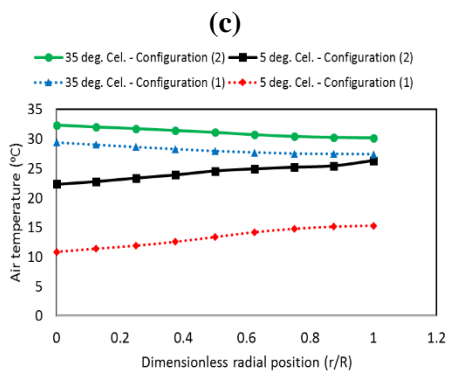 (c)
35 deg. Cel. - Configuration (2) 5 deg. Cel. - Configuration (2)
35 deg. Cel. - Configuration (1) 5 deg. Cel. - Configuration (1)
Air temperature (ºC)
35
30
25
20
15
10
5
0
0 0.2 0.4 0.6 0.8 1 1.2
Dimensionless radial position (r/R)